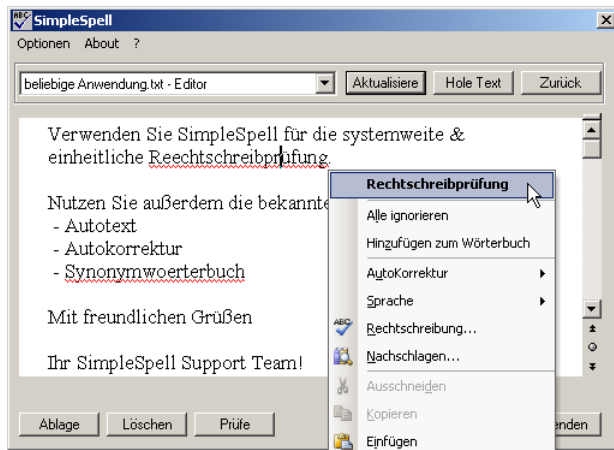 SimpleSpell
Optionen About ?
beliebige Anwendung.txt - Editor Aktualisiere Hole Text Zurück
Verwenden Sie SimpleSpell für die systemweite &
einheitliche Reechtschreibprüfung.
Nutzen Sie außerdem die bekannte
- Autotext
- Autokorrektur
- Synonymwoerterbuch
Mit freundlichen Grüßen
Ihr SimpleSpell Support Team!
Rechtschreibprüfung
Alle ignorieren
Hinzufügen zum Wörterbuch
AutoKorrektur
Sprache
ABC Rechtschreibung...
Nachschlagen...
Ausschneiden
Kopieren
Einfügen
Ablage Löschen Prüfe enden